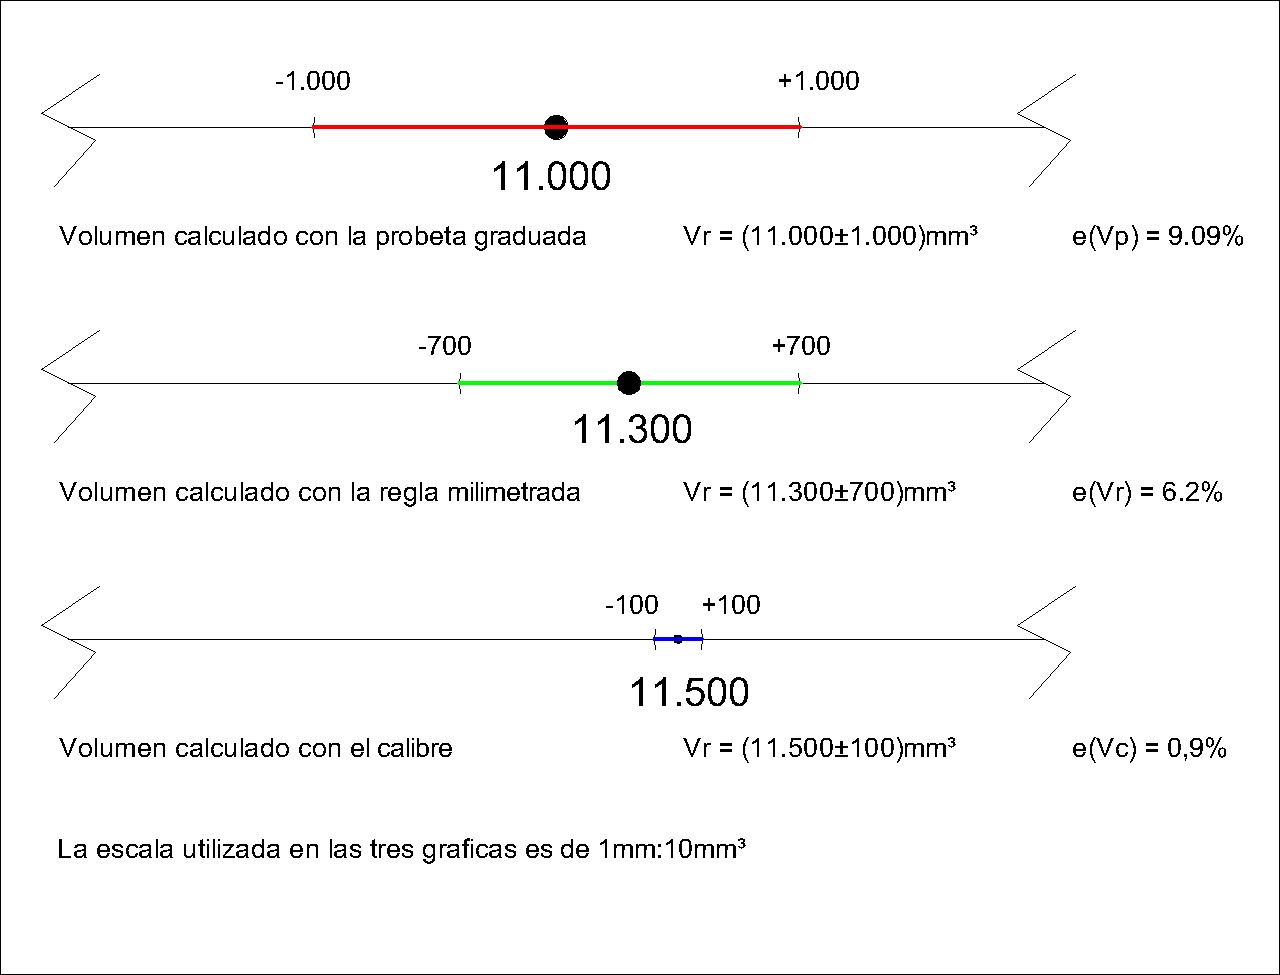 -1.000 +1.000
11.000
Volumen calculado con la probeta graduada Vr = (11.000±1.000)mm³ e(Vp) = 9.09%
-700 +700
11.300
Volumen calculado con la regla milimetrada Vr = (11.300±700)mm³ e(Vr) = 6.2%
-100 +100
11.500
Volumen calculado con el calibre Vr = (11.500±100)mm³ e(Vc) = 0,9%
La escala utilizada en las tres graficas es de 1mm:10mm³